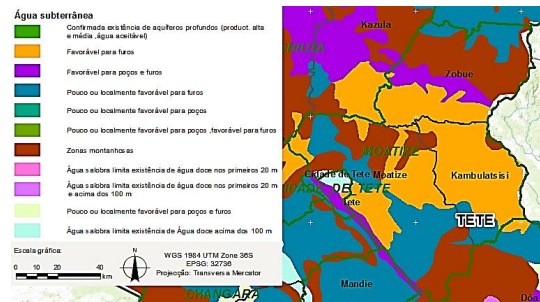 Água subterrânea
Confirmada existência de aquíferos profundos (product. alta
e média ,água aceitável)
Favorável para furos
Favorável para poços e furos
Pouco ou localmente favorável para furos
Pouco ou localmente favorável para poços
Pouco ou localmente favorável para poços ,favorável para furos
Zonas montanhosas
Água salobra limita existência de água doce nos primeiros 20 m
Água salobra limita existência de água doce nos primeiros 20 m
e acima dos 100 m
Pouco ou localmente favorável para poços e furos
Água salobra limita existência de Água doce acima dos 100 m
Escala gráfica:
0 10 20 40
km
N
WGS 1984 UTM Zone 36S
EPSG: 32736
Projecção: Transversa Mercator
CHANGARA
Kazula
CHIUTA
Zobue
MOATIZE
Cidade de Tete Moatize
Kambulatsisi
CIDADE DE TETE
Tete
TETE
Mandie
Doa